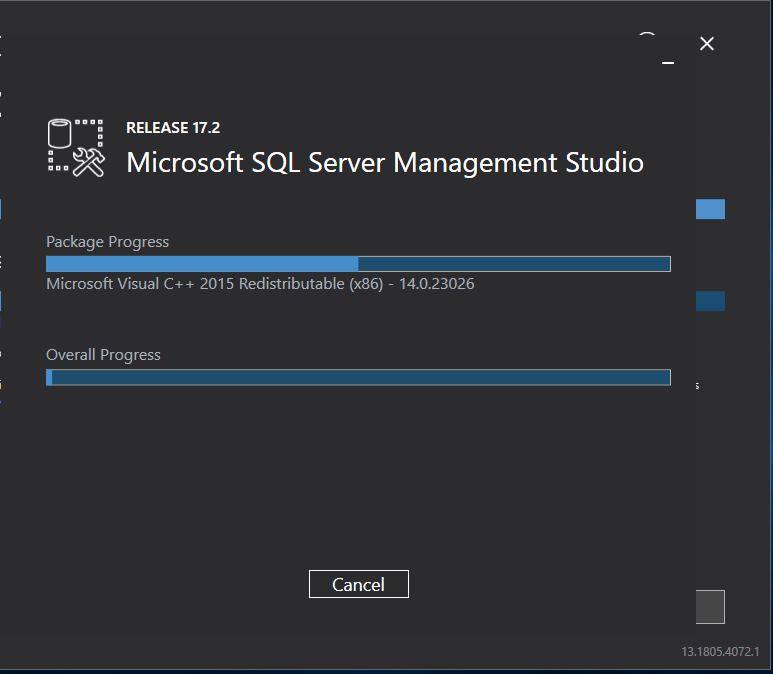 RELEASE 17.2
Microsoft SQL Server Management Studio
Package Progress
Microsoft Visual C++ 2015 Redistributable (x86) - 14.0.23026
Overall Progress
s
Cancel
13.1805.4072.1